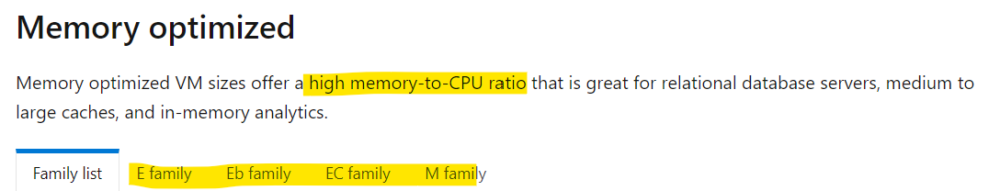 Memory optimized
Memory optimized VM sizes offer a high memory-to-CPU ratio that is great for relational database servers, medium to
large caches, and in-memory analytics.
Family list E family Eb family EC family M family